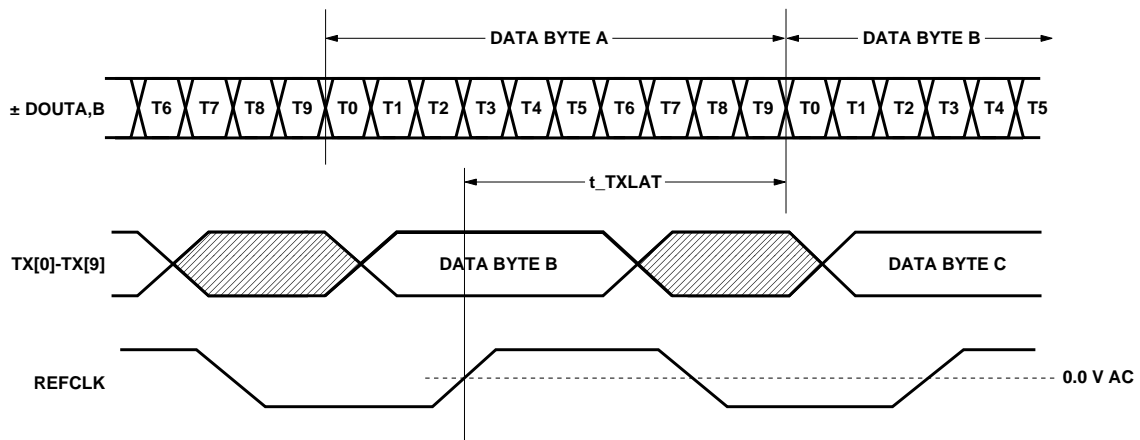 DATA BYTE A DATA BYTE B
± DOUTA,B T6 T7 T8 T9 T0 T1 T2 T3 T4 T5 T6 T7 T8 T9 T0 T1 T2 T3 T4 T5
t_TXLAT
TX[0]-TX[9] DATA BYTE B DATA BYTE C
REFCLK 0.0 V AC